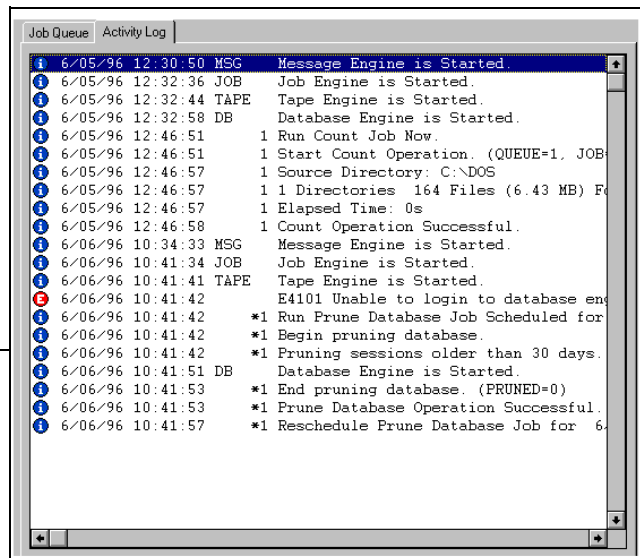 Job Queue Activity Log
6/05/96 12:30:50 MSG Message Engine is Started.
6/05/96 12:32:36 JOB Job Engine is Started.
6/05/96 12:32:44 TAPE Tape Engine is Started.
6/05/96 12:32:58 DB Database Engine is Started.
6/05/96 12:46:51 1 Run Count Job Now.
6/05/96 12:46:51 1 Start Count Operation. (QUEUE=1, JOB=
6/05/96 12:46:57 1 Source Directory: C:\DOS
6/05/96 12:46:57 1 1 Directories 164 Files (6.43 MB) Fo
6/05/96 12:46:57 1 Elapsed Time: 0s
6/05/96 12:46:58 1 Count Operation Successful.
6/06/96 10:34:33 MSG Message Engine is Started.
6/06/96 10:41:34 JOB Job Engine is Started.
6/06/96 10:41:41 TAPE Tape Engine is Started.
E 6/06/96 10:41:42 E4101 Unable to login to database eng
6/06/96 10:41:42 *1 Run Prune Database Job Scheduled for
6/06/96 10:41:42 *1 Begin pruning database.
6/06/96 10:41:42 *1 Pruning sessions older than 30 days.
6/06/96 10:41:51 DB Database Engine is Started.
6/06/96 10:41:53 *1 End pruning database. (PRUNED=0)
6/06/96 10:41:53 *1 Prune Database Operation Successful.
6/06/96 10:41:57 *1 Reschedule Prune Database Job for 6/